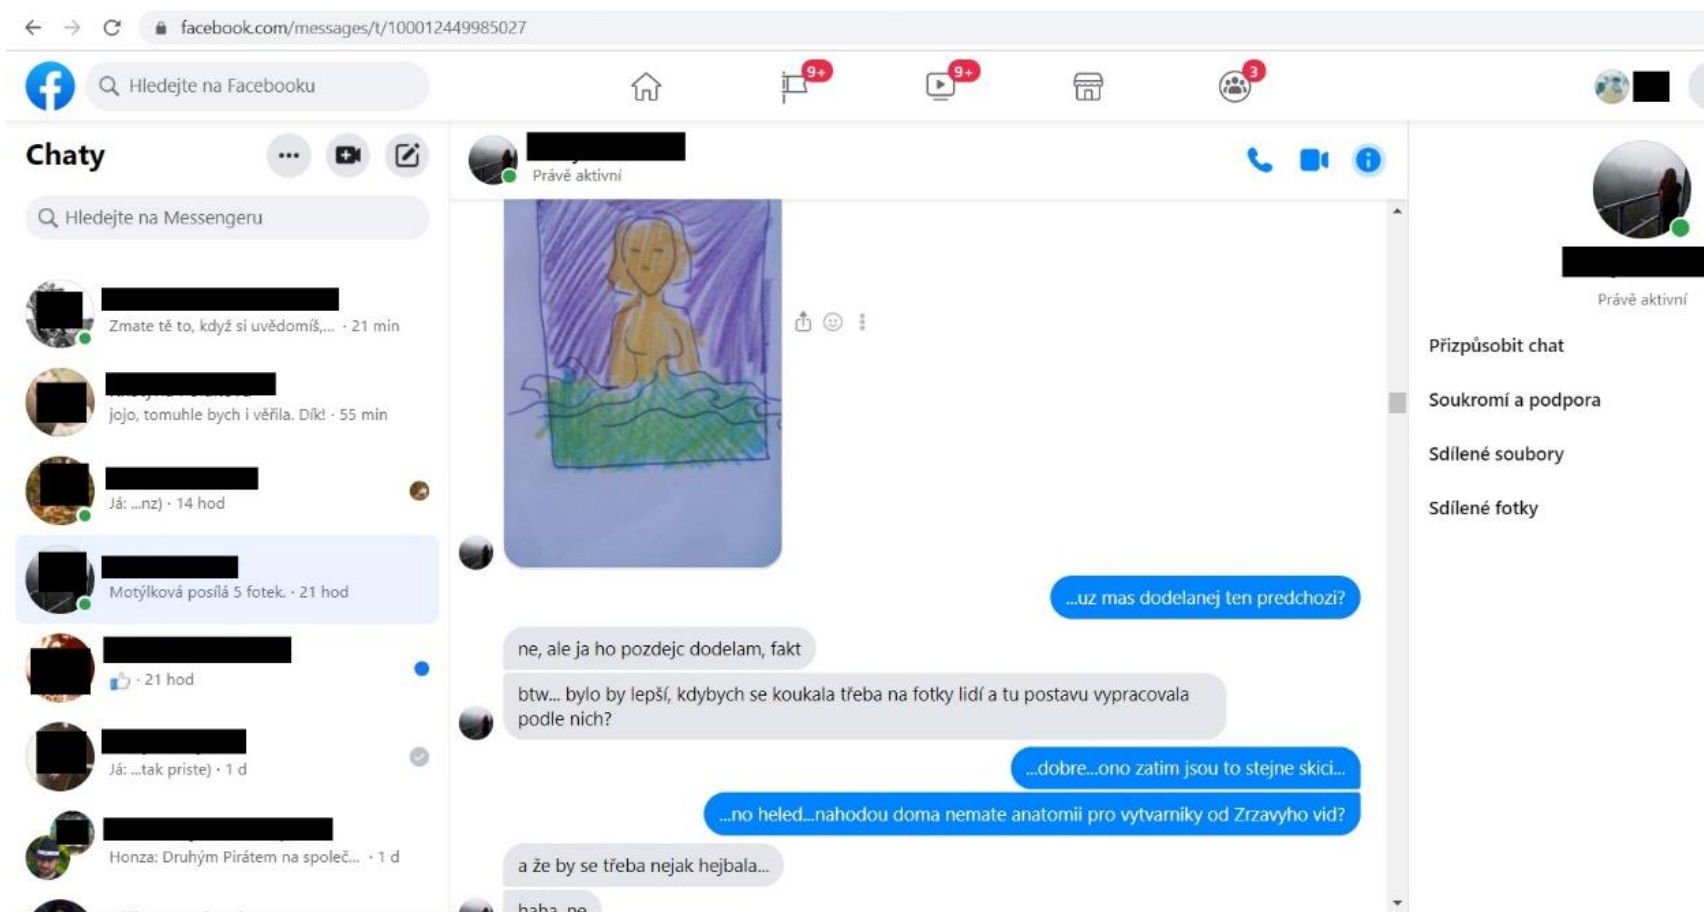 facebook.com/messages/t/100012449985027
Hledejte na Facebooku
9+
9+
3
Chaty
Hledejte na Messengeru
Zmate tě to, když si uvědomíš,... · 21 min
jojo, tomuhle bych i věřila. Dík! · 55 min
Já: ...nz) · 14 hod
Motýlková posílá 5 fotek. · 21 hod
· 21 hod
Já: ...tak priste) · 1 d
Honza: Druhým Pirátem na společ... · 1 d
Právě aktivní
...uz mas dodelanej ten predchozi?
ne, ale ja ho pozdejc dodelam, fakt
btw... bylo by lepší, kdybych se koukala třeba na fotky lidí a tu postavu vypracovala
podle nich?
...dobre...ono zatim jsou to stejne skici...
...no heled...nahodou doma nemate anatomii pro vytvarniky od Zrzavyho vid?
a že by se třeba nejak hejbala...
haha, ne
Právě aktivní
Přizpůsobit chat
Soukromí a podpora
Sdílené soubory
Sdílené fotky